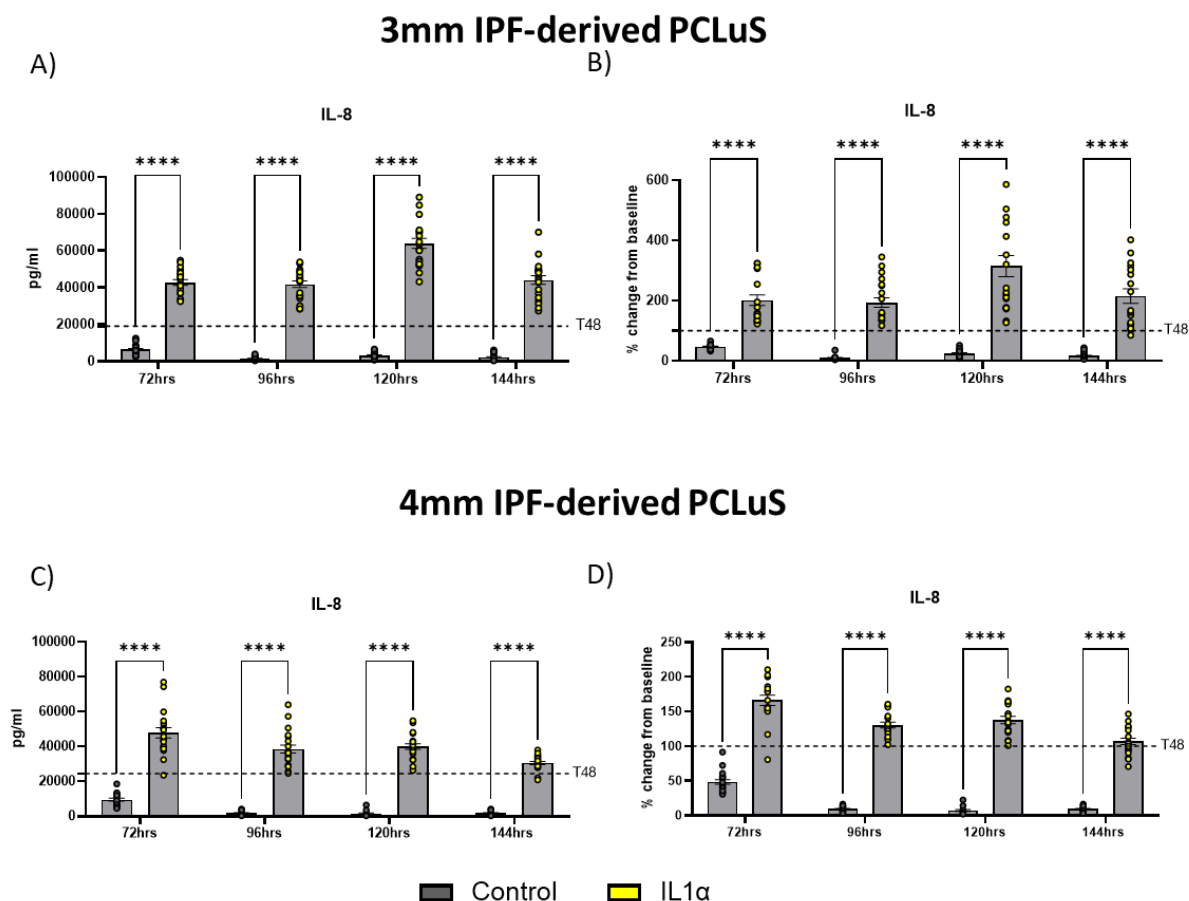 3mm IPF-derived PCLuS
A)
B)
IL-8
IL-8
**** **** **** ****
**** **** **** ****
pg/ml
100000
80000
60000
40000
20000
0
T48
72hrs 96hrs 120hrs 144hrs
% change from baseline
600
400
200
0
T48
72hrs 96hrs 120hrs 144hrs
4mm IPF-derived PCLuS
C)
D)
IL-8
IL-8
**** **** **** ****
**** **** **** ****
pg/ml
100000
80000
60000
40000
20000
0
T48
72hrs 96hrs 120hrs 144hrs
% change from baseline
250
200
150
100
50
0
T48
72hrs 96hrs 120hrs 144hrs
Control IL1α